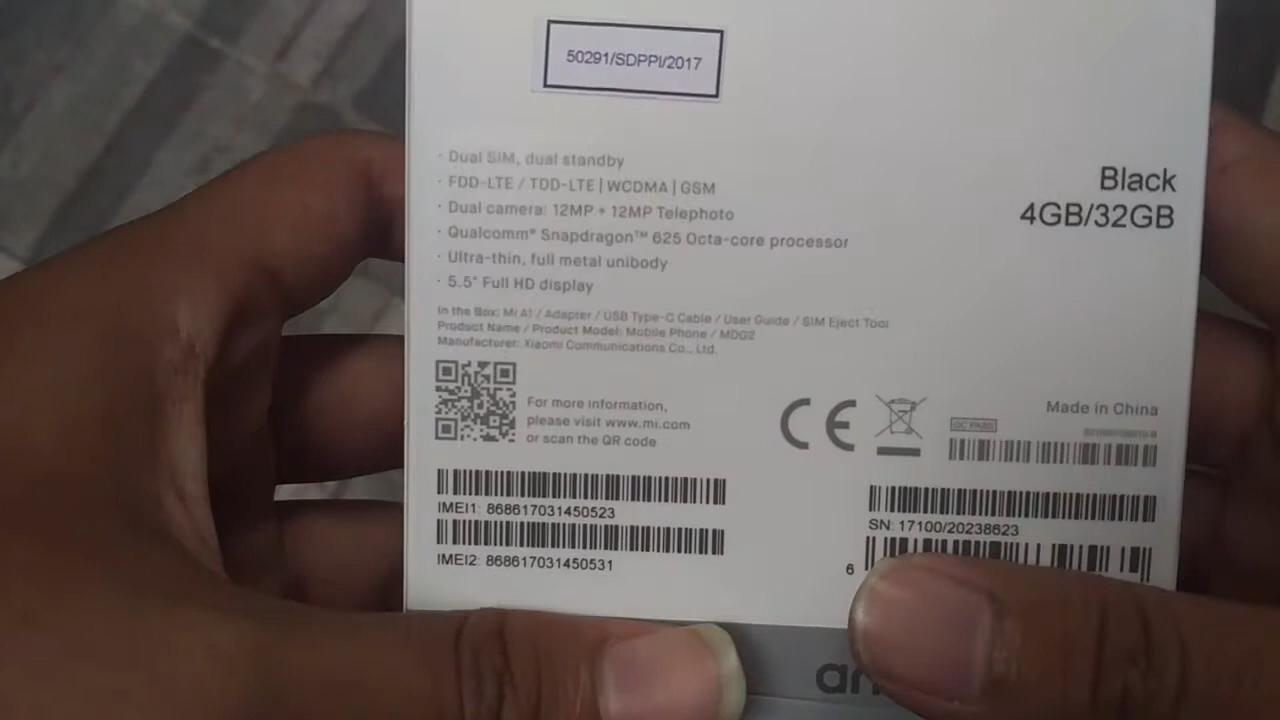 50291/SDPPI/2017
· Dual SIM, dual standby
· FDD-LTE / TDD-LTE | WCDMA | GSM
· Dual camera: 12MP + 12MP Telephoto
· Qualcomm® Snapdragon™ 625 Octa-core processor
· Ultra-thin, full metal unibody
· 5.5" Full HD display
Black
4GB/32GB
In the Box: Mi A1 / Adapter / USB Type-C Cable / User Guide / SIM Eject Tool
Product Name / Product Model: Mobile Phone / MDG2
Manufacturer: Xiaomi Communications Co., Ltd.
For more information,
please visit www.mi.com
or scan the QR code
CE
Made in China
QC PASS
IMEI1: 868617031450523
IMEI2: 868617031450531
SN: 17100/20238623
6